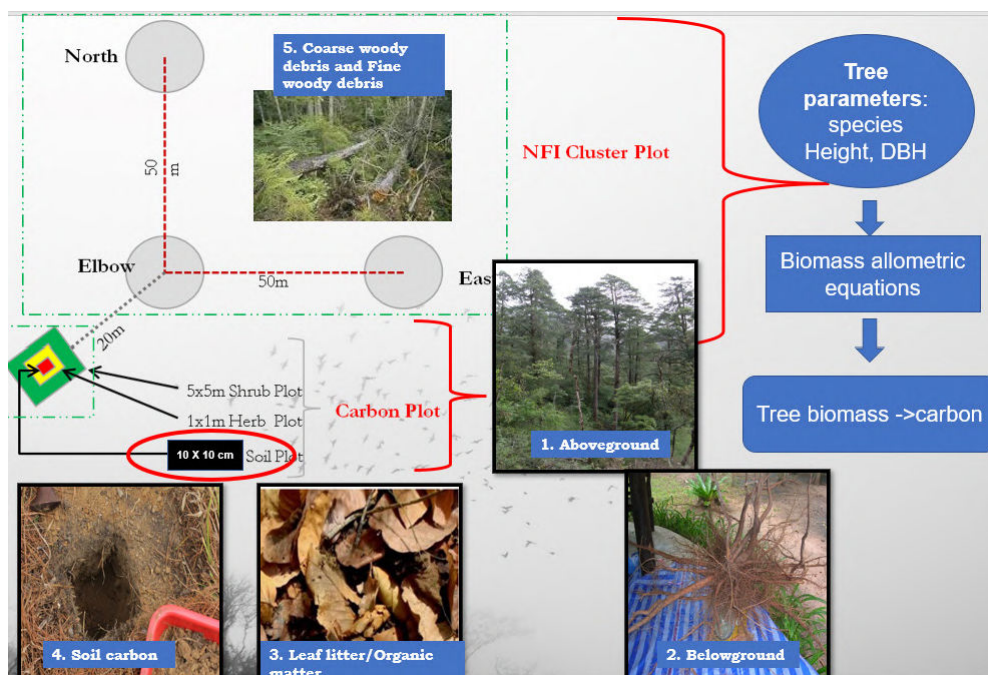 North
5. Coarse woody
debris and Fine
woody debris
50
m
NFI Cluster Plot
Tree
parameters:
species
Height, DBH
Elbow
50m
Eas
Biomass allometric
equations
20m
5x5m Shrub Plot
1x1m Herb Plot
Carbon Plot
10 X 10 cm Soil Plot
Tree biomass ->carbon
1. Aboveground
4. Soil carbon
3. Leaf litter/Organic
matter
2. Belowground